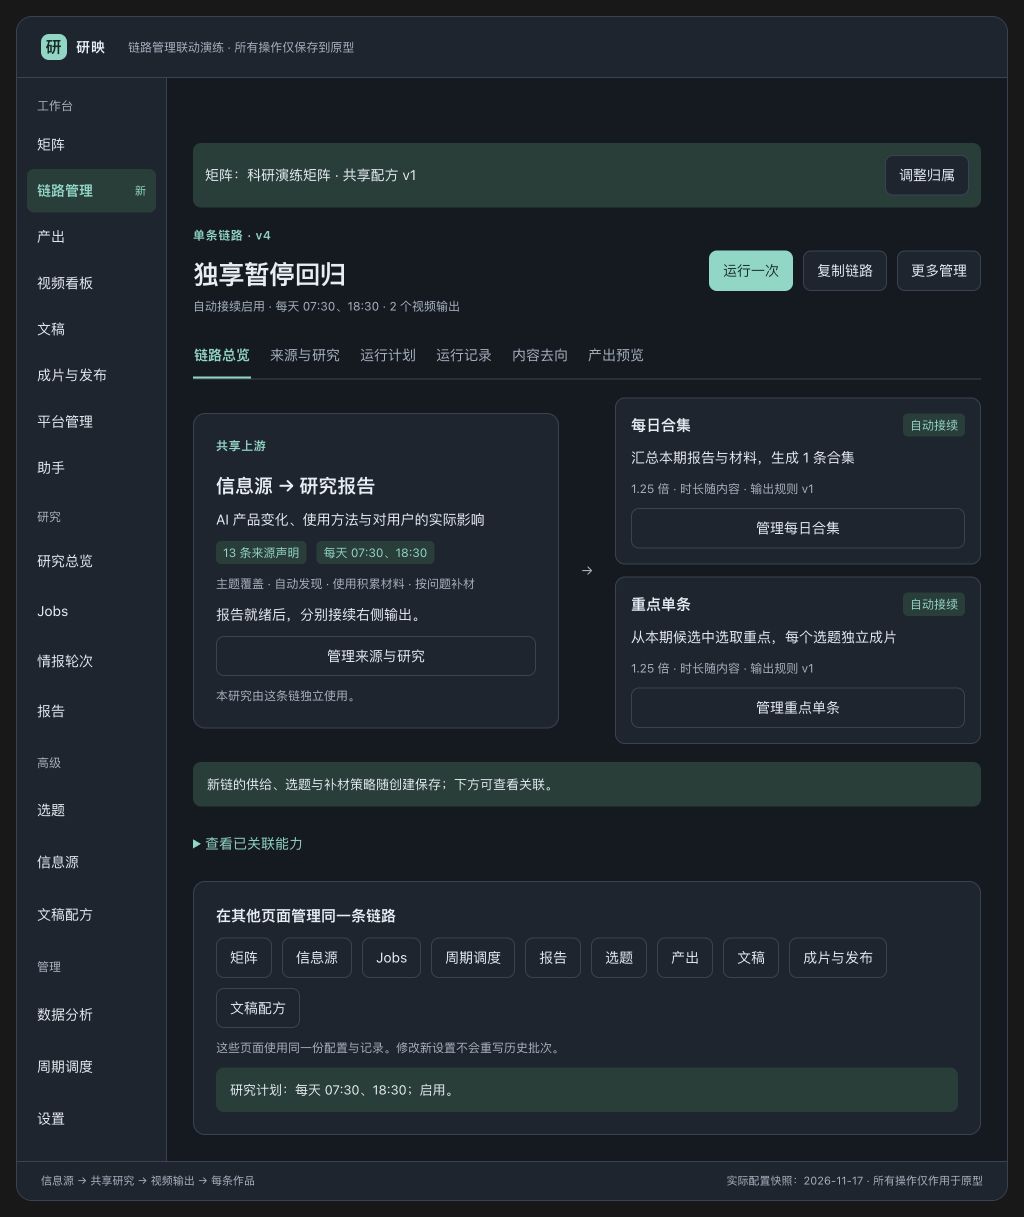 研 研映 链路管理联动演练 · 所有操作仅保存到原型
工作台
矩阵
链路管理 新
产出
视频看板
文稿
成片与发布
平台管理
助手
研究
研究总览
Jobs
情报轮次
报告
高级
选题
信息源
文稿配方
管理
数据分析
周期调度
设置
矩阵：科研演练矩阵 · 共享配方 v1
调整归属
单条链路 · v4
独享暂停回归
自动接续启用 · 每天 07:30、18:30 · 2 个视频输出
运行一次 复制链路 更多管理
链路总览 来源与研究 运行计划 运行记录 内容去向 产出预览
共享上游
信息源 → 研究报告
AI 产品变化、使用方法与对用户的实际影响
13 条来源声明 每天 07:30、18:30
主题覆盖 · 自动发现 · 使用积累材料 · 按问题补材
报告就绪后，分别接续右侧输出。
管理来源与研究
本研究由这条链独立使用。
→
每日合集 自动接续
汇总本期报告与材料，生成 1 条合集
1.25 倍 · 时长随内容 · 输出规则 v1
管理每日合集
重点单条 自动接续
从本期候选中选取重点，每个选题独立成片
1.25 倍 · 时长随内容 · 输出规则 v1
管理重点单条
新链的供给、选题与补材策略随创建保存；下方可查看关联。
▶ 查看已关联能力
在其他页面管理同一条链路
矩阵 信息源 Jobs 周期调度 报告 选题 产出 文稿 成片与发布
文稿配方
这些页面使用同一份配置与记录。修改新设置不会重写历史批次。
研究计划：每天 07:30、18:30；启用。
信息源 → 共享研究 → 视频输出 → 每条作品
实际配置快照：2026-11-17 · 所有操作仅作用于原型